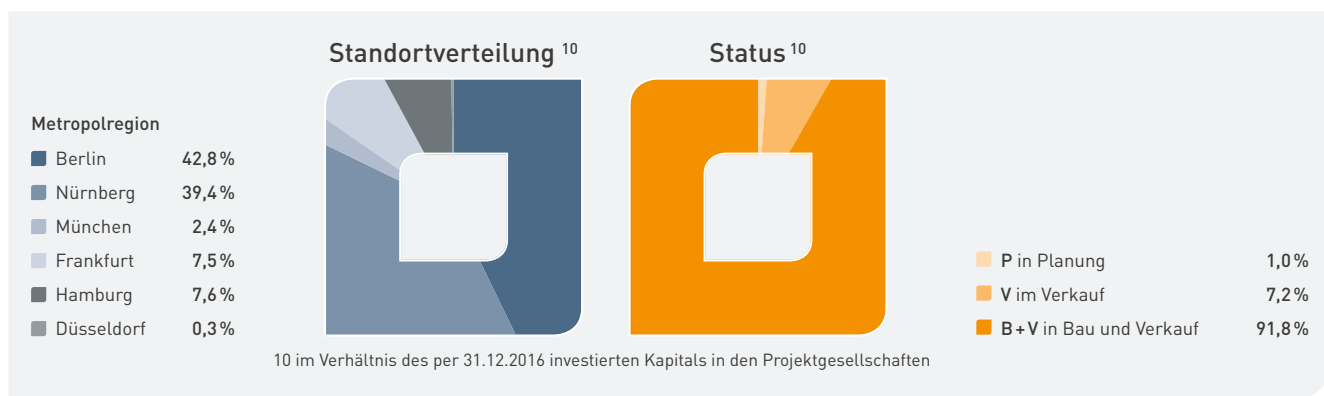 Standortverteilung 10
Status 10
Metropolregion
Berlin 42,8 %
Nürnberg 39,4 %
München 2,4 %
Frankfurt 7,5 %
Hamburg 7,6 %
Düsseldorf 0,3 %
P in Planung 1,0 %
V im Verkauf 7,2 %
B + V in Bau und Verkauf 91,8 %
10 im Verhältnis des per 31.12.2016 investierten Kapitals in den Projektgesellschaften